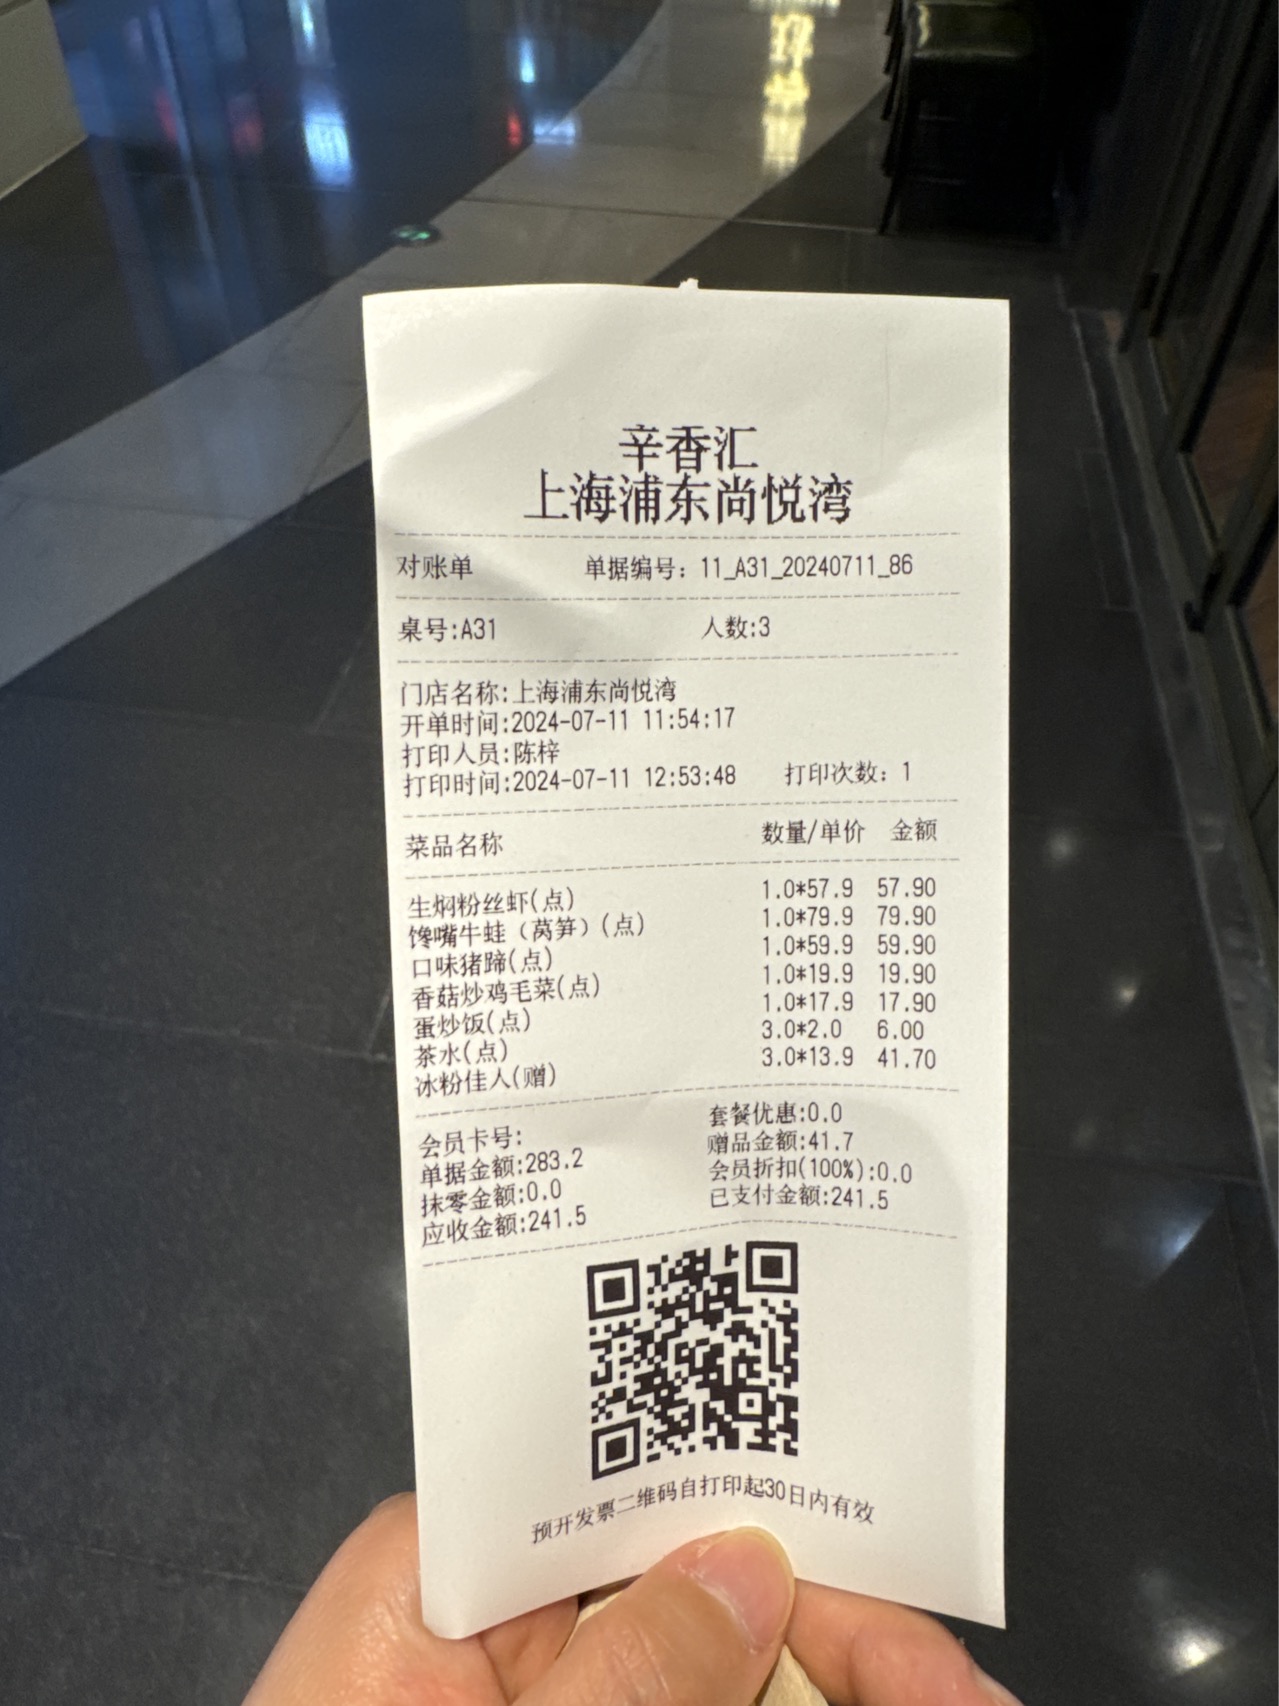 辛香汇
上海浦东尚悦湾
对账单 单据编号：11_A31_20240711_86
桌号:A31 人数:3
门店名称:上海浦东尚悦湾
开单时间:2024-07-11 11:54:17
打印人员:陈梓
打印时间:2024-07-11 12:53:48 打印次数：1
菜品名称 数量/单价 金额
生焖粉丝虾(点) 1.0*57.9 57.90
馋嘴牛蛙（莴笋）(点) 1.0*79.9 79.90
口味猪蹄(点) 1.0*59.9 59.90
香菇炒鸡毛菜(点) 1.0*19.9 19.90
蛋炒饭(点) 1.0*17.9 17.90
茶水(点) 3.0*2.0 6.00
冰粉佳人(赠) 3.0*13.9 41.70
会员卡号: 套餐优惠:0.0
单据金额:283.2 赠品金额:41.7
抹零金额:0.0 会员折扣(100%):0.0
应收金额:241.5 已支付金额:241.5
预开发票二维码自打印起30日内有效